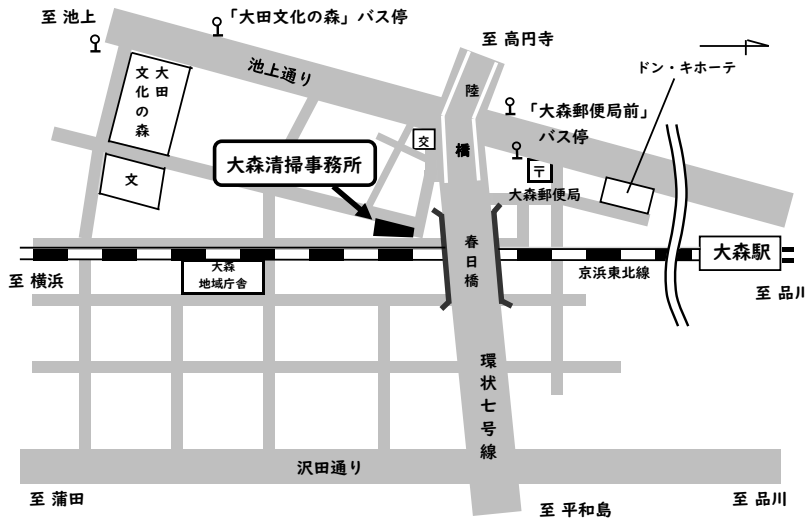 至 池上
「大田文化の森」バス停
至 高円寺
ドン・キホーテ
池上通り
陸橋
「大森郵便局前」
バス停
大田
文化の森
交
文
大森清掃事務所
〒
大森郵便局
春日橋
大森駅
至 横浜
大森
地域庁舎
京浜東北線
至 品川
環状七号線
沢田通り
至 蒲田
至 平和島
至 品川